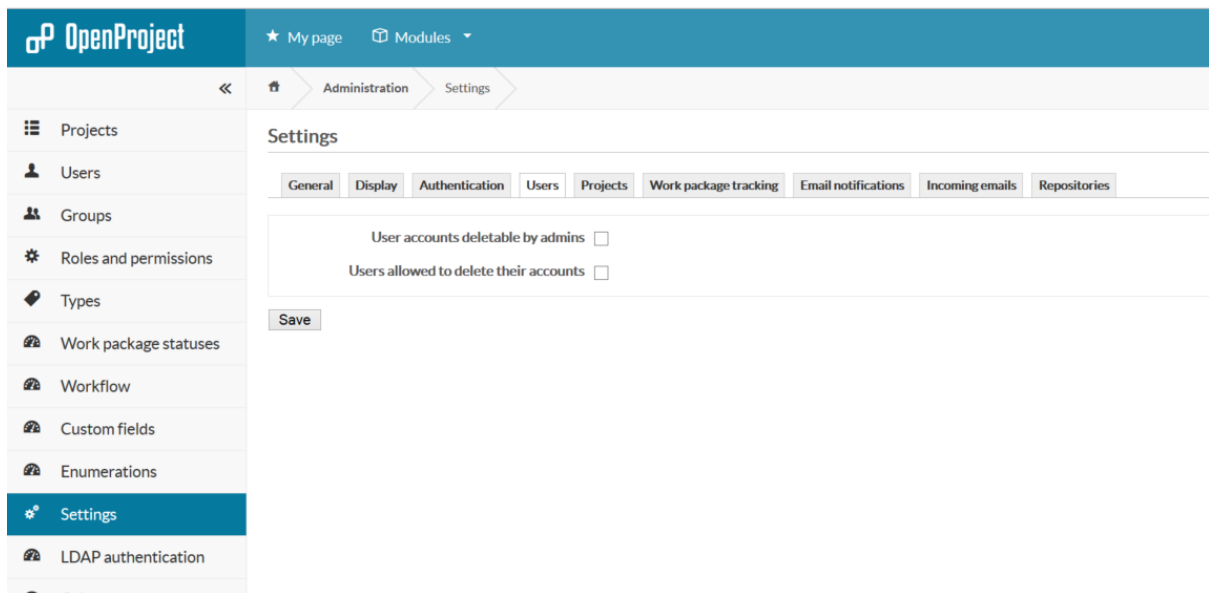 OpenProject
My page Modules
Administration Settings
Projects
Users
Groups
Roles and permissions
Types
Work package statuses
Workflow
Custom fields
Enumerations
Settings
LDAP authentication
Settings
General Display Authentication Users Projects Work package tracking Email notifications Incoming emails Repositories
User accounts deletable by admins
Users allowed to delete their accounts
Save